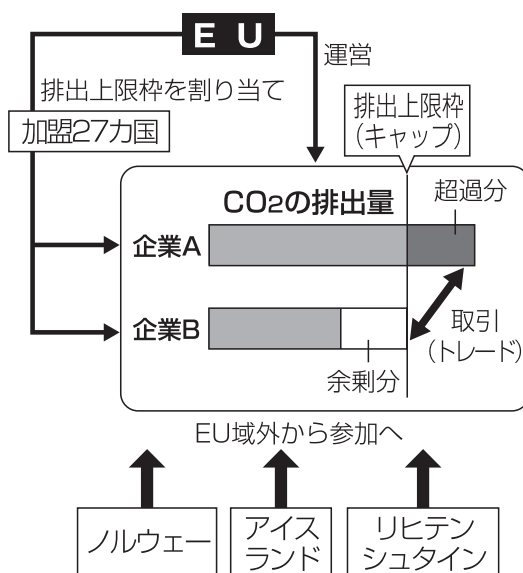 EU
運営
排出上限枠を割り当て
加盟27カ国
排出上限枠
(キャップ)
CO2の排出量
超過分
企業A
企業B
取引
(トレード)
余乗分
EU域外から参加へ
ノルウェー
アイス
ランド
リヒテン
シュタイン